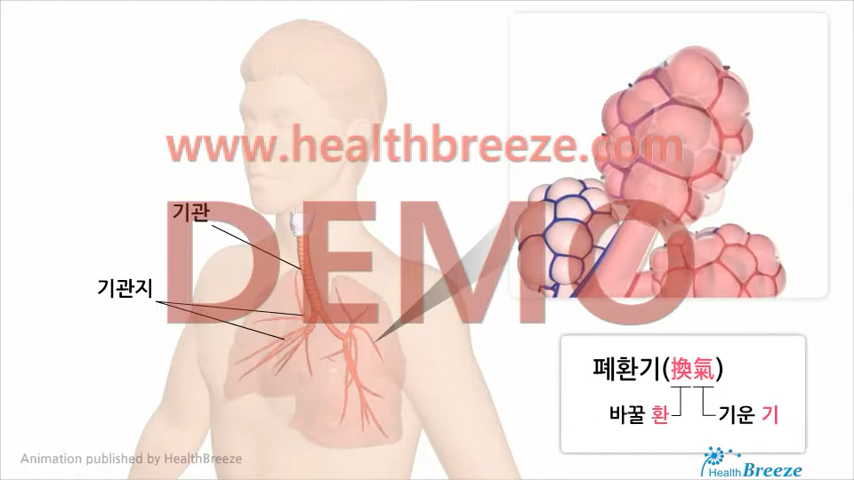 www.healthbreeze.com
DEMO
기관
기관지
폐환기(換氣)
바꿀 환
기운 기
Animation published by HealthBreeze
Health Breeze